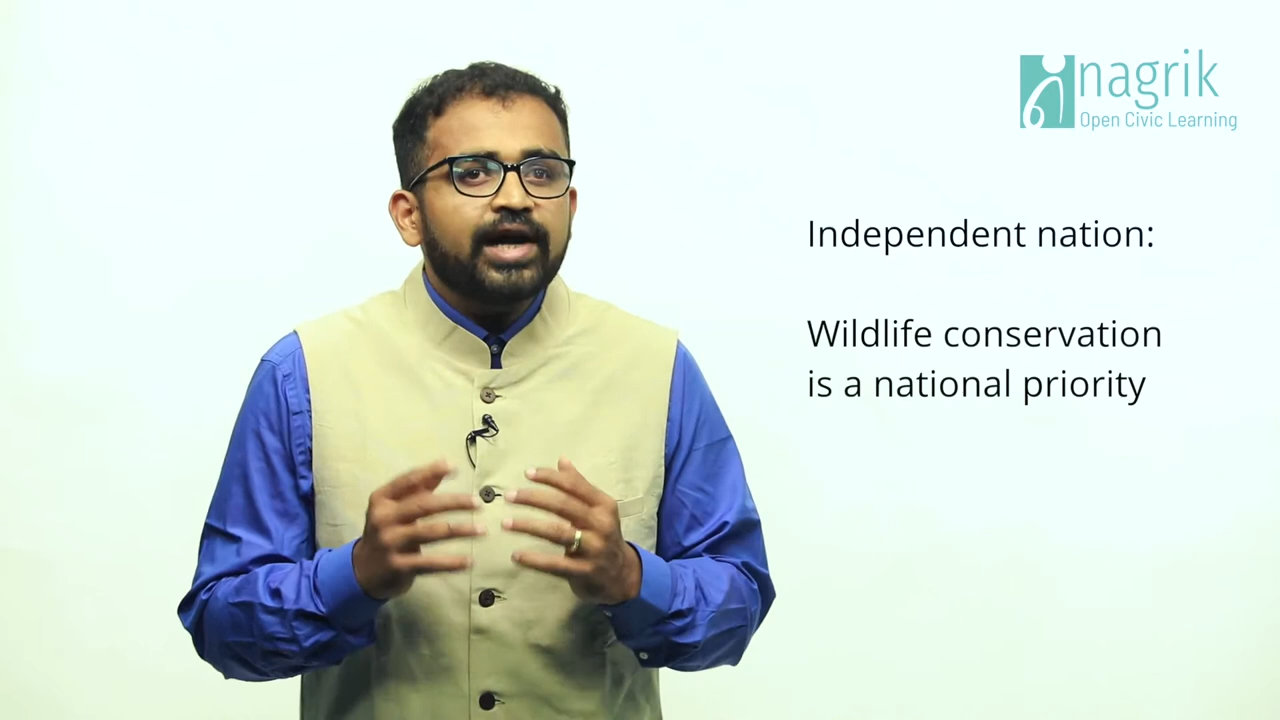 nagrik
Open Civic Learning
Independent nation:
Wildlife conservation
is a national priority